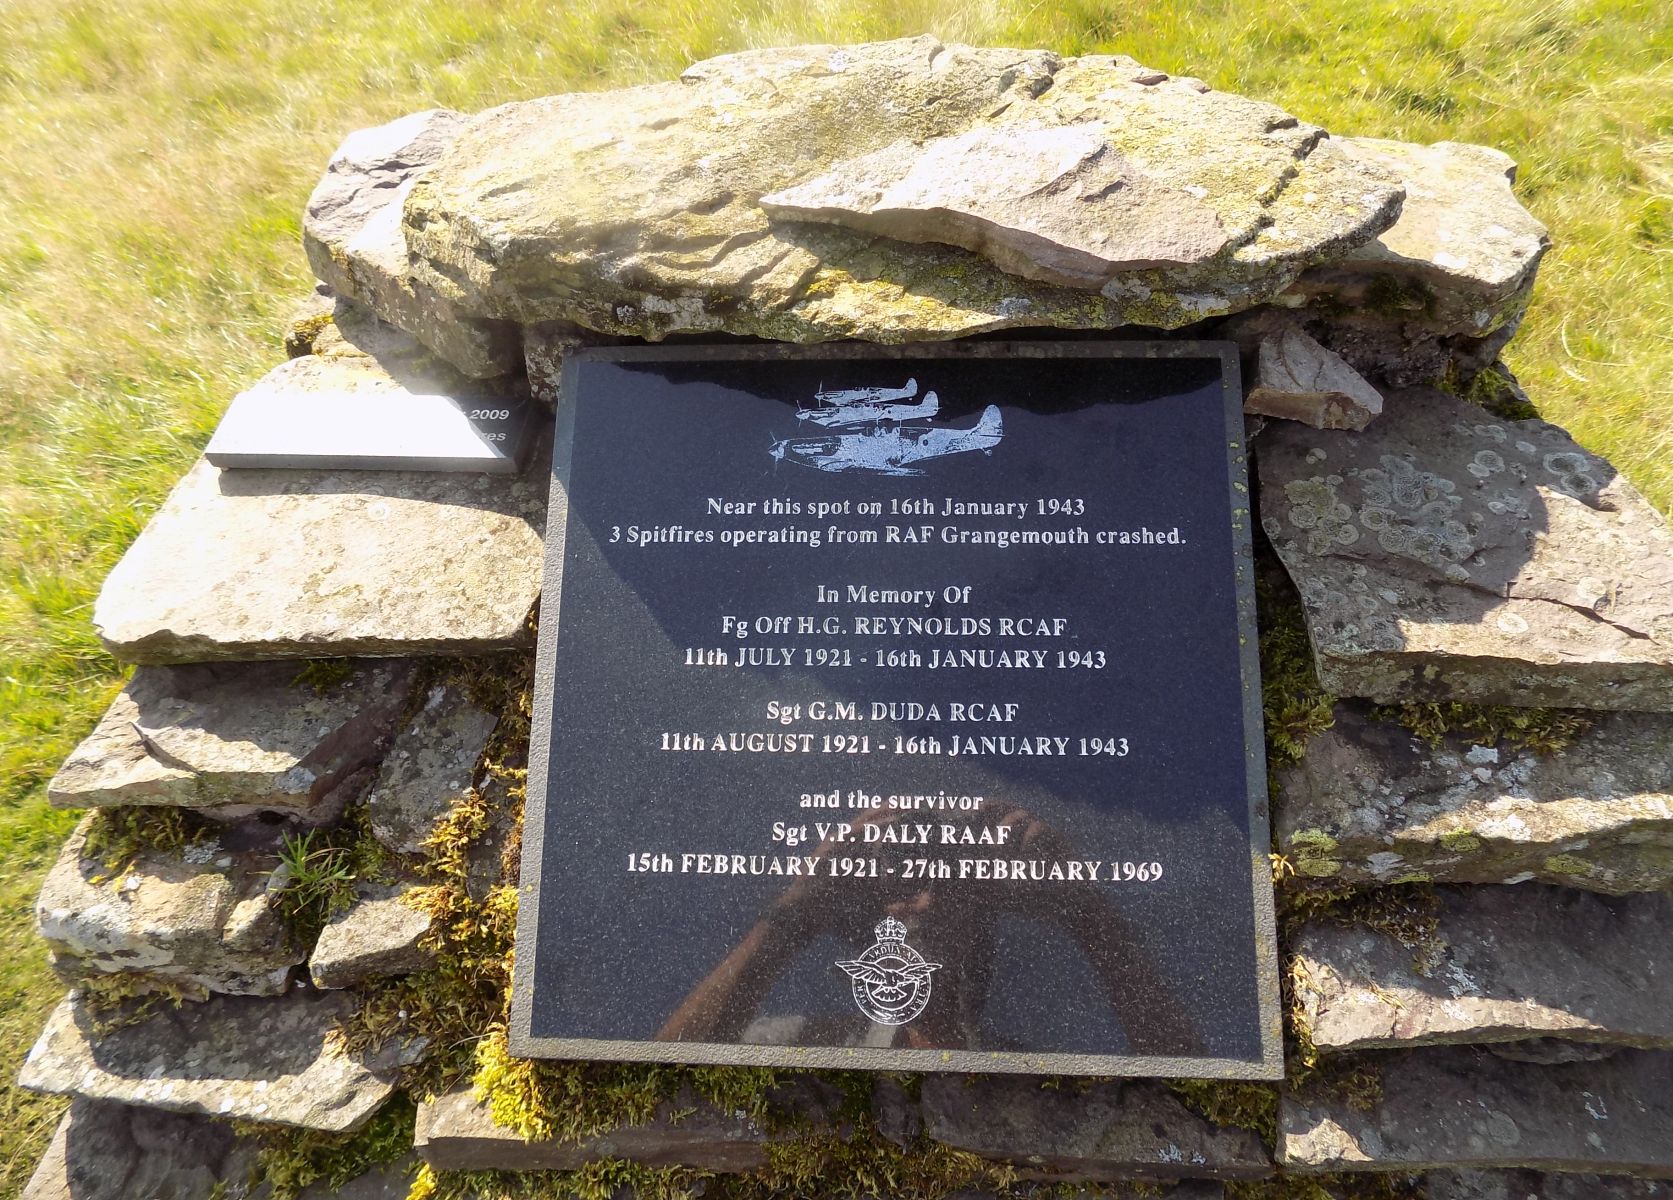 2009
Near this spot on 16th January 1943
3 Spitfires operating from RAF Grangemouth crashed.
In Memory Of
Fg Off H.G. REYNOLDS RCAF
11th JULY 1921 - 16th JANUARY 1943
Sgt G.M. DUDA RCAF
11th AUGUST 1921 - 16th JANUARY 1943
and the survivor
Sgt V.P. DALY RAAF
15th FEBRUARY 1921 - 27th FEBRUARY 1969